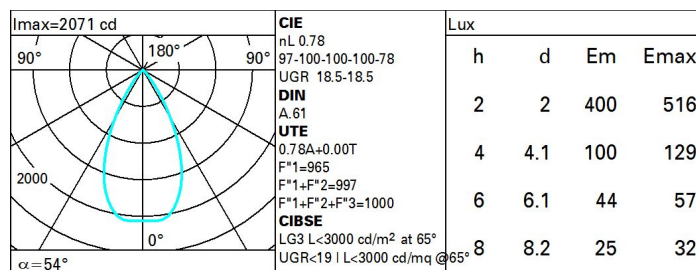 Imax=2071 cd
90°
180°
90°
2000
0°
α=54°
CIE
nL 0.78
97-100-100-100-78
UGR 18.5-18.5
DIN
A.61
UTE
0.78A+0.00T
F"1=965
F"1+F"2=997
F"1+F"2+F"3=1000
CIBSE
LG3 L<3000 cd/m² at 65°
UGR<19 | L<3000 cd/mq @65°
Lux
h d Em Emax
2 2 400 516
4 4.1 100 129
6 6.1 44 57
8 8.2 25 32